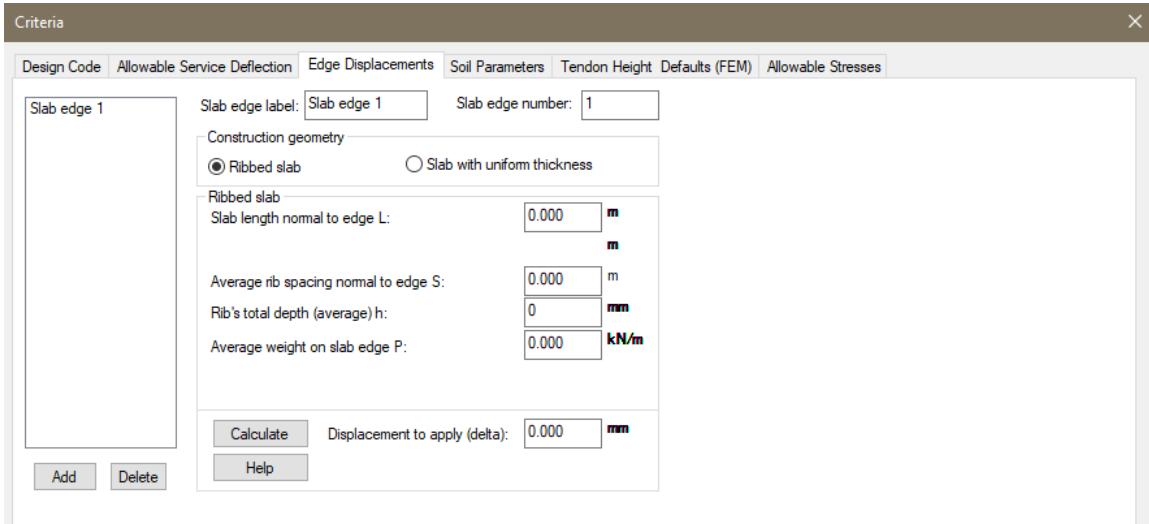 Criteria
Design Code Allowable Service Deflection Edge Displacements Soil Parameters Tendon Height Defaults (FEM) Allowable Stresses
Slab edge 1
Slab edge label: Slab edge 1 Slab edge number: 1
Construction geometry
Ribbed slab Slab with uniform thickness
Ribbed slab
Slab length normal to edge L: 0.000 m
m
Average rib spacing normal to edge S: 0.000 m
Rib's total depth (average) h: 0 mm
Average weight on slab edge P: 0.000 kN/m
Calculate Displacement to apply (delta): 0.000 mm
Help
Add Delete